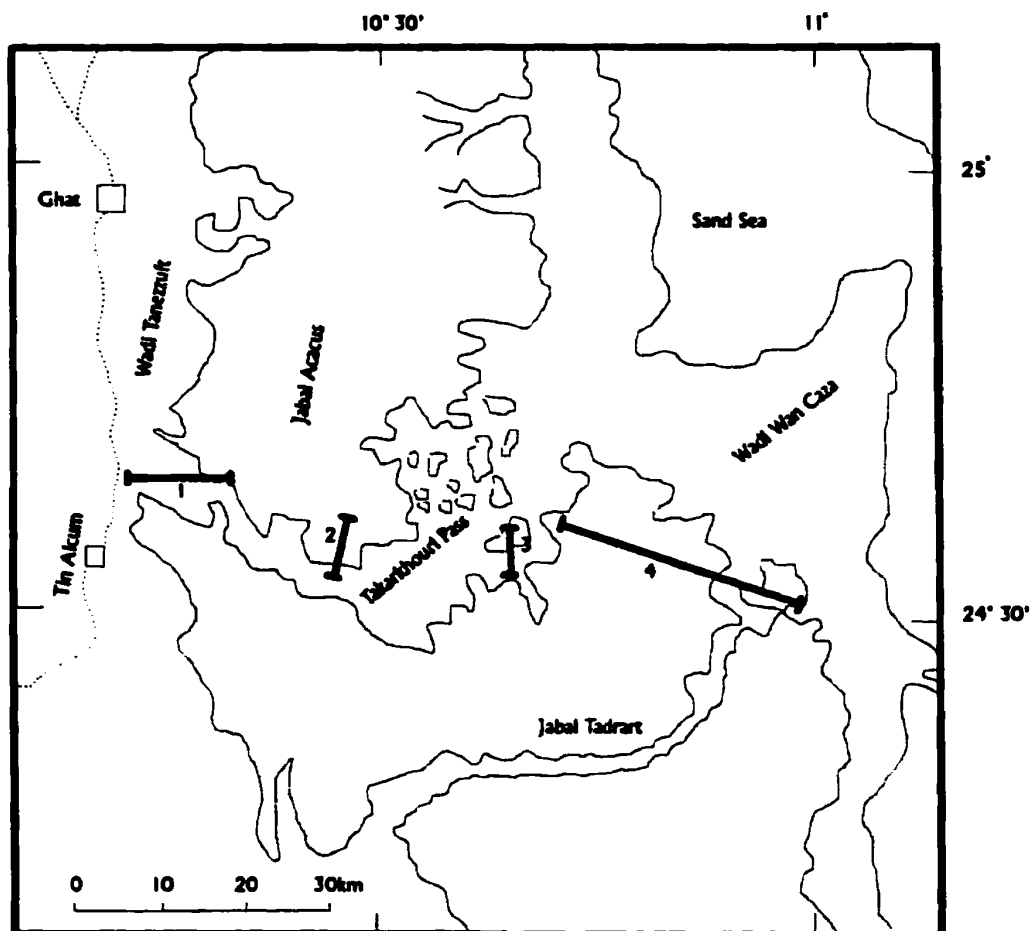 10° 30'
11°
25°
Ghat
Sand Sea
Wadi Tanezzuft
Jabal Acacus
Wadi Wan Caza
1
2
3
Takarkhouri Pass
4
Tin Alcum
24° 30'
Jabal Tadrart
0 10 20 30km